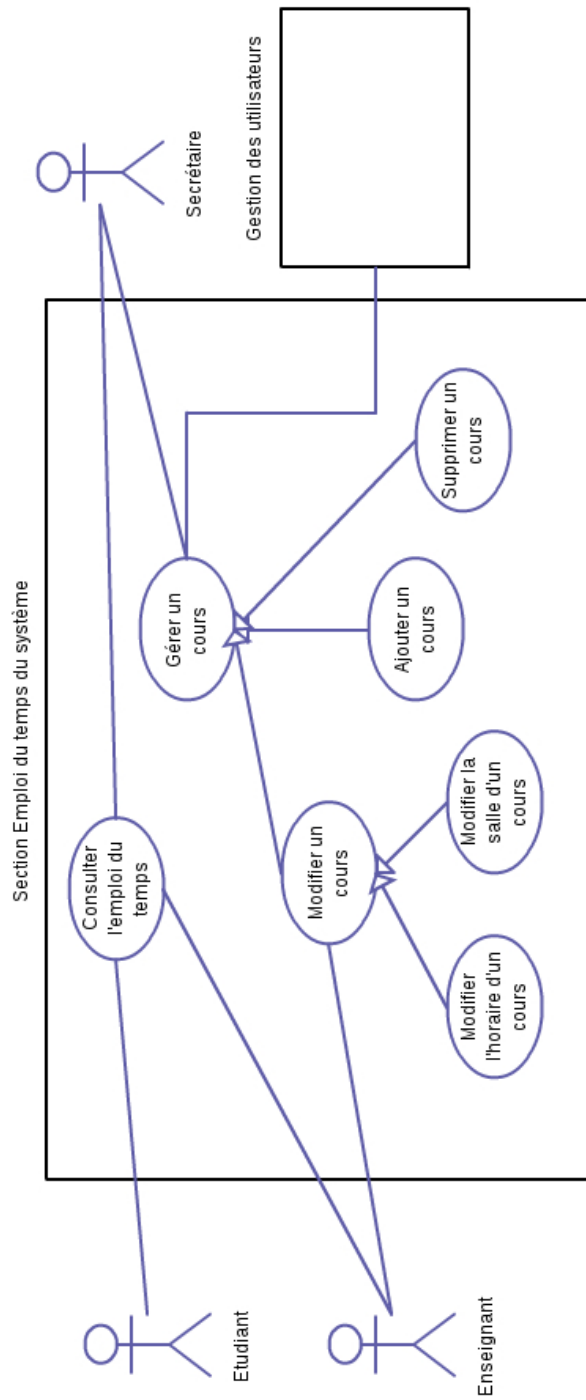 Section Emploi du temps du système
Etudiant
Enseignant
Secrétaire
Gestion des utilisateurs
Consulter
l'emploi du
temps
Gérer un
cours
Modifier un
cours
Ajouter un
cours
Supprimer un
cours
Modifier
l'horaire d'un
cours
Modifier la
salle d'un
cours